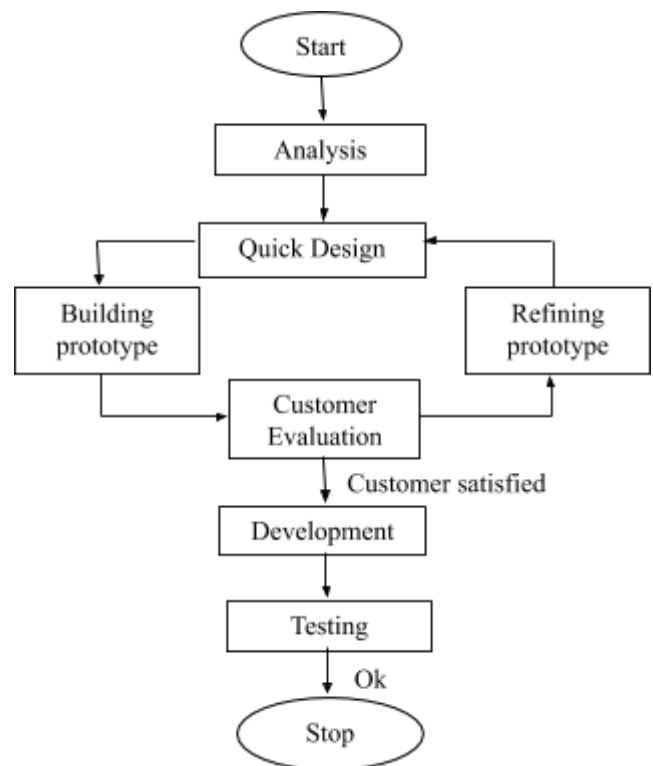 Start
Analysis
Quick Design
Building
prototype
Refining
prototype
Customer
Evaluation
Customer satisfied
Development
Testing
Ok
Stop